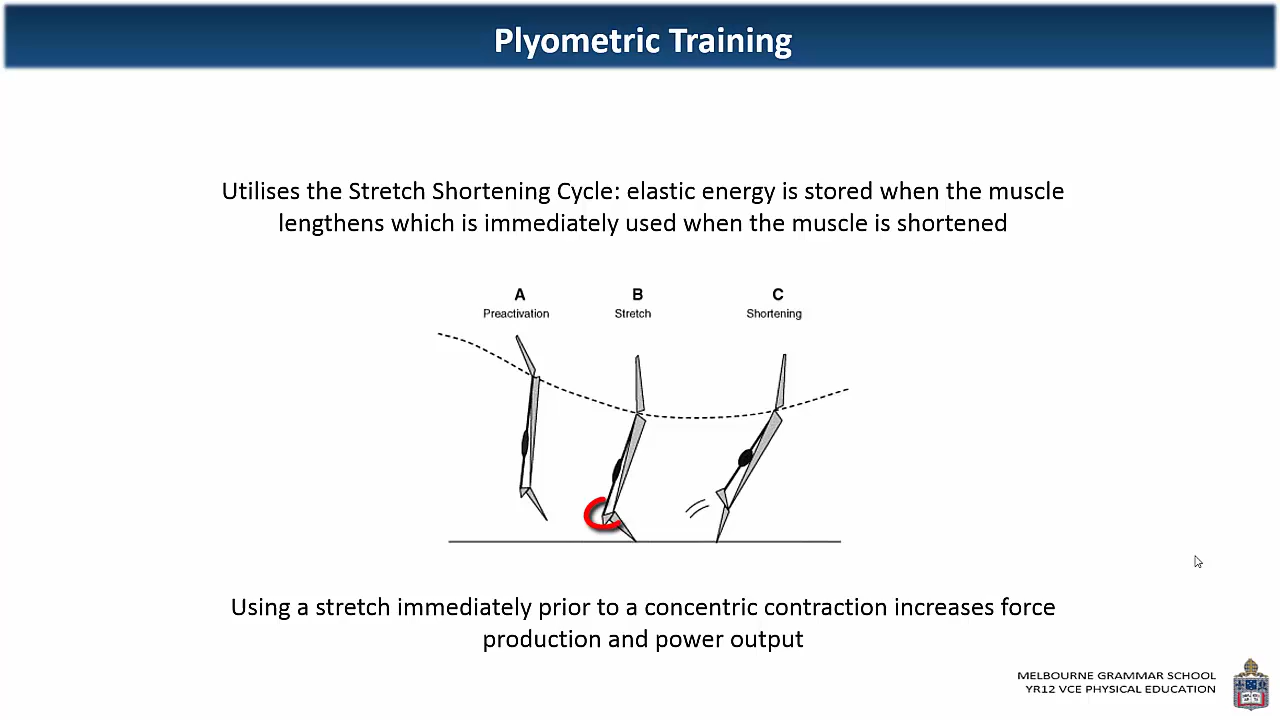 Plyometric Training
Utilises the Stretch Shortening Cycle: elastic energy is stored when the muscle
lengthens which is immediately used when the muscle is shortened
A
Preactivation
B
Stretch
C
Shortening
Using a stretch immediately prior to a concentric contraction increases force
production and power output
MELBOURNE GRAMMAR SCHOOL
YR12 VCE PHYSICAL EDUCATION